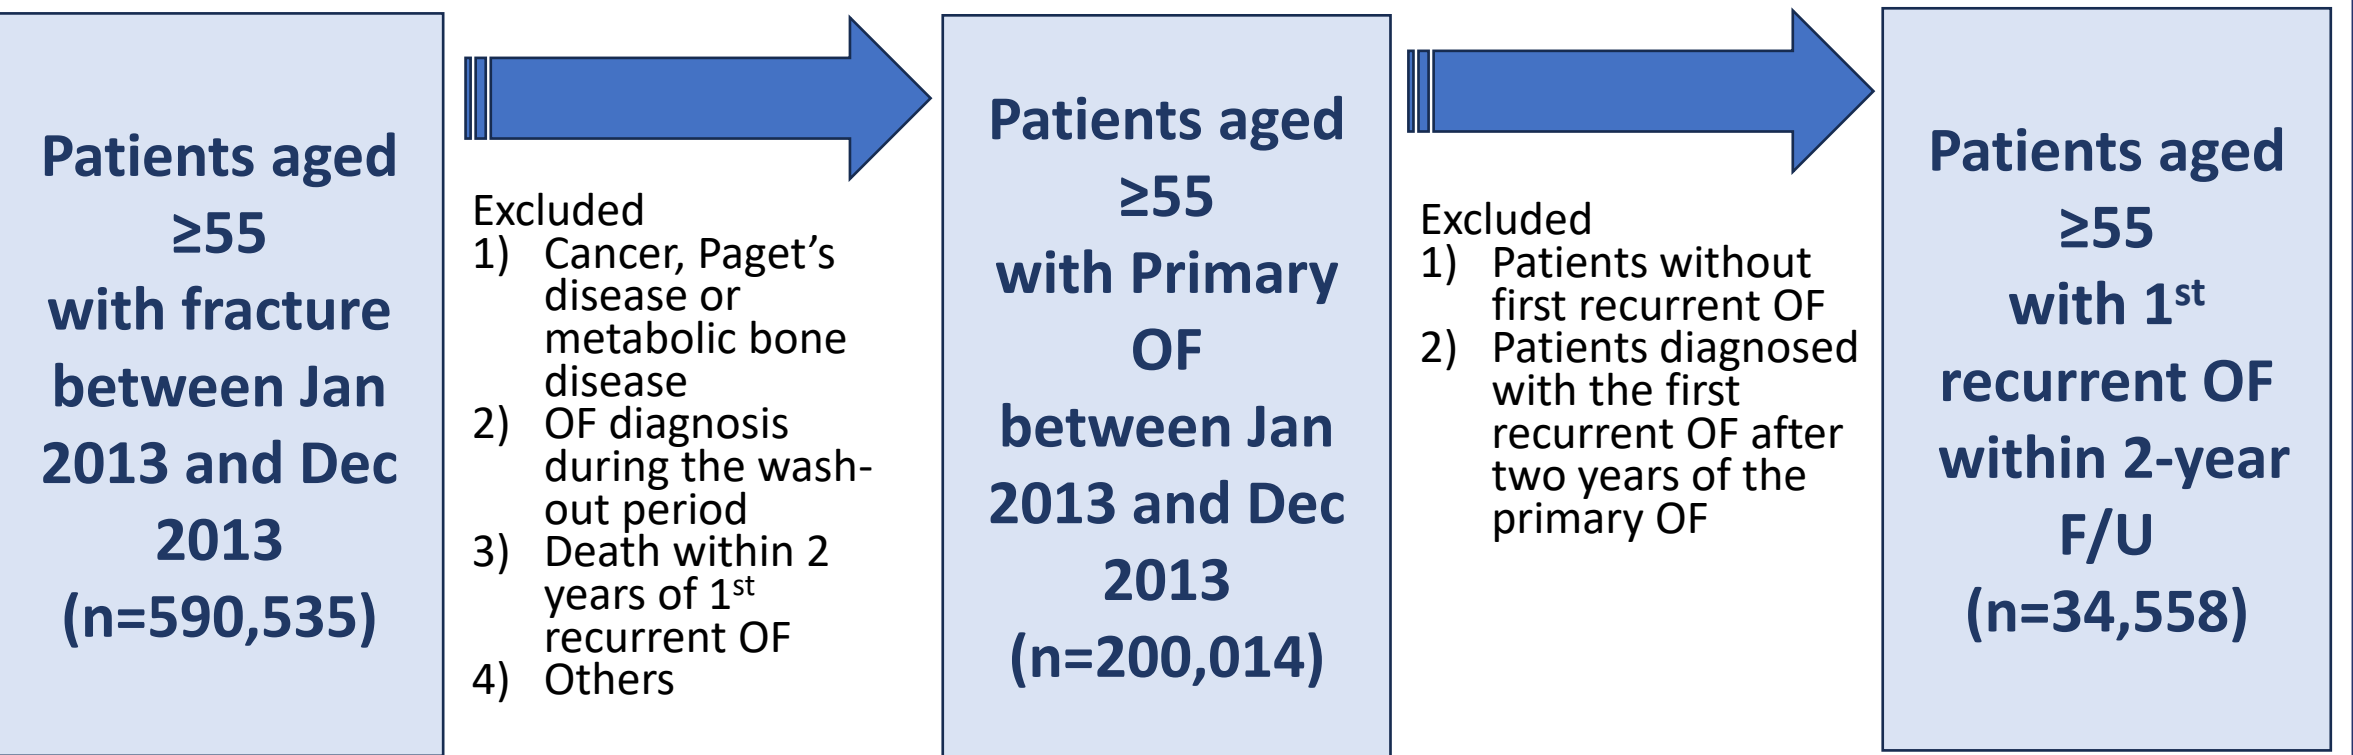 Patients aged
≥55
with fracture
between Jan
2013 and Dec
2013
(n=590,535)
Excluded
1) Cancer, Paget’s
disease or
metabolic bone
disease
2) OF diagnosis
during the wash-
out period
3) Death within 2
years of 1st
recurrent OF
4) Others
Patients aged
≥55
with Primary
OF
between Jan
2013 and Dec
2013
(n=200,014)
Excluded
1) Patients without
first recurrent OF
2) Patients diagnosed
with the first
recurrent OF after
two years of the
primary OF
Patients aged
≥55
with 1st
recurrent OF
within 2-year
F/U
(n=34,558)